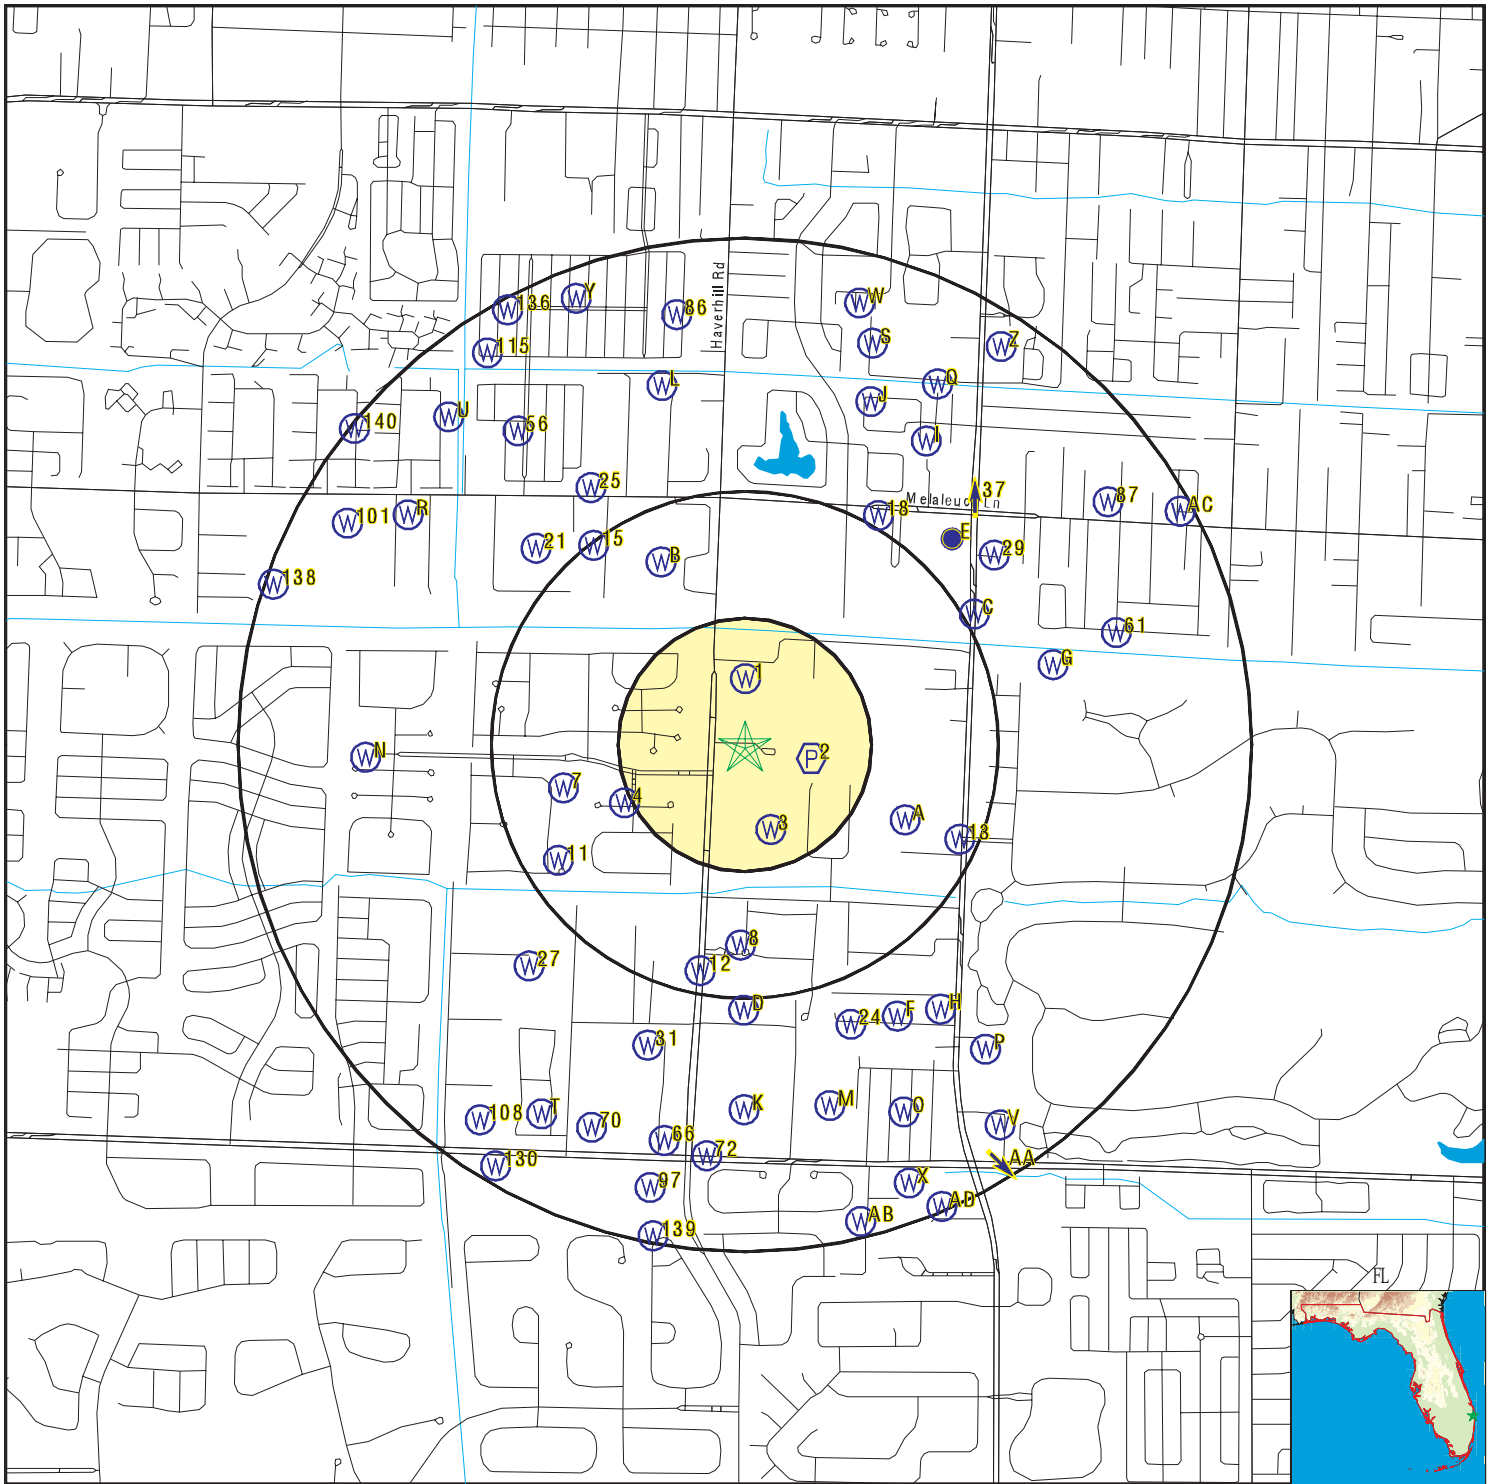 Haverhill Rd
W 136
W Y
W 86
W W
W S
W Z
W 115
W L
W Q
W J
W 140
W U
W 56
W I
W 25
37
Melaleuca Ln
W 87
W AC
W 101
W R
W 18
E
W 21
W 15
W B
W 29
W 138
W C
W 61
W G
W 1
W N
P 2
W 7
W 4
W 3
W A
W 13
W 11
W 8
W 27
W 12
W D
W 24
W F
W H
W 31
W P
W 108
W T
W 70
W K
W M
W O
W V
W 66
W 72
W 130
AA
W 97
W X
W AD
W AB
W 139
FL